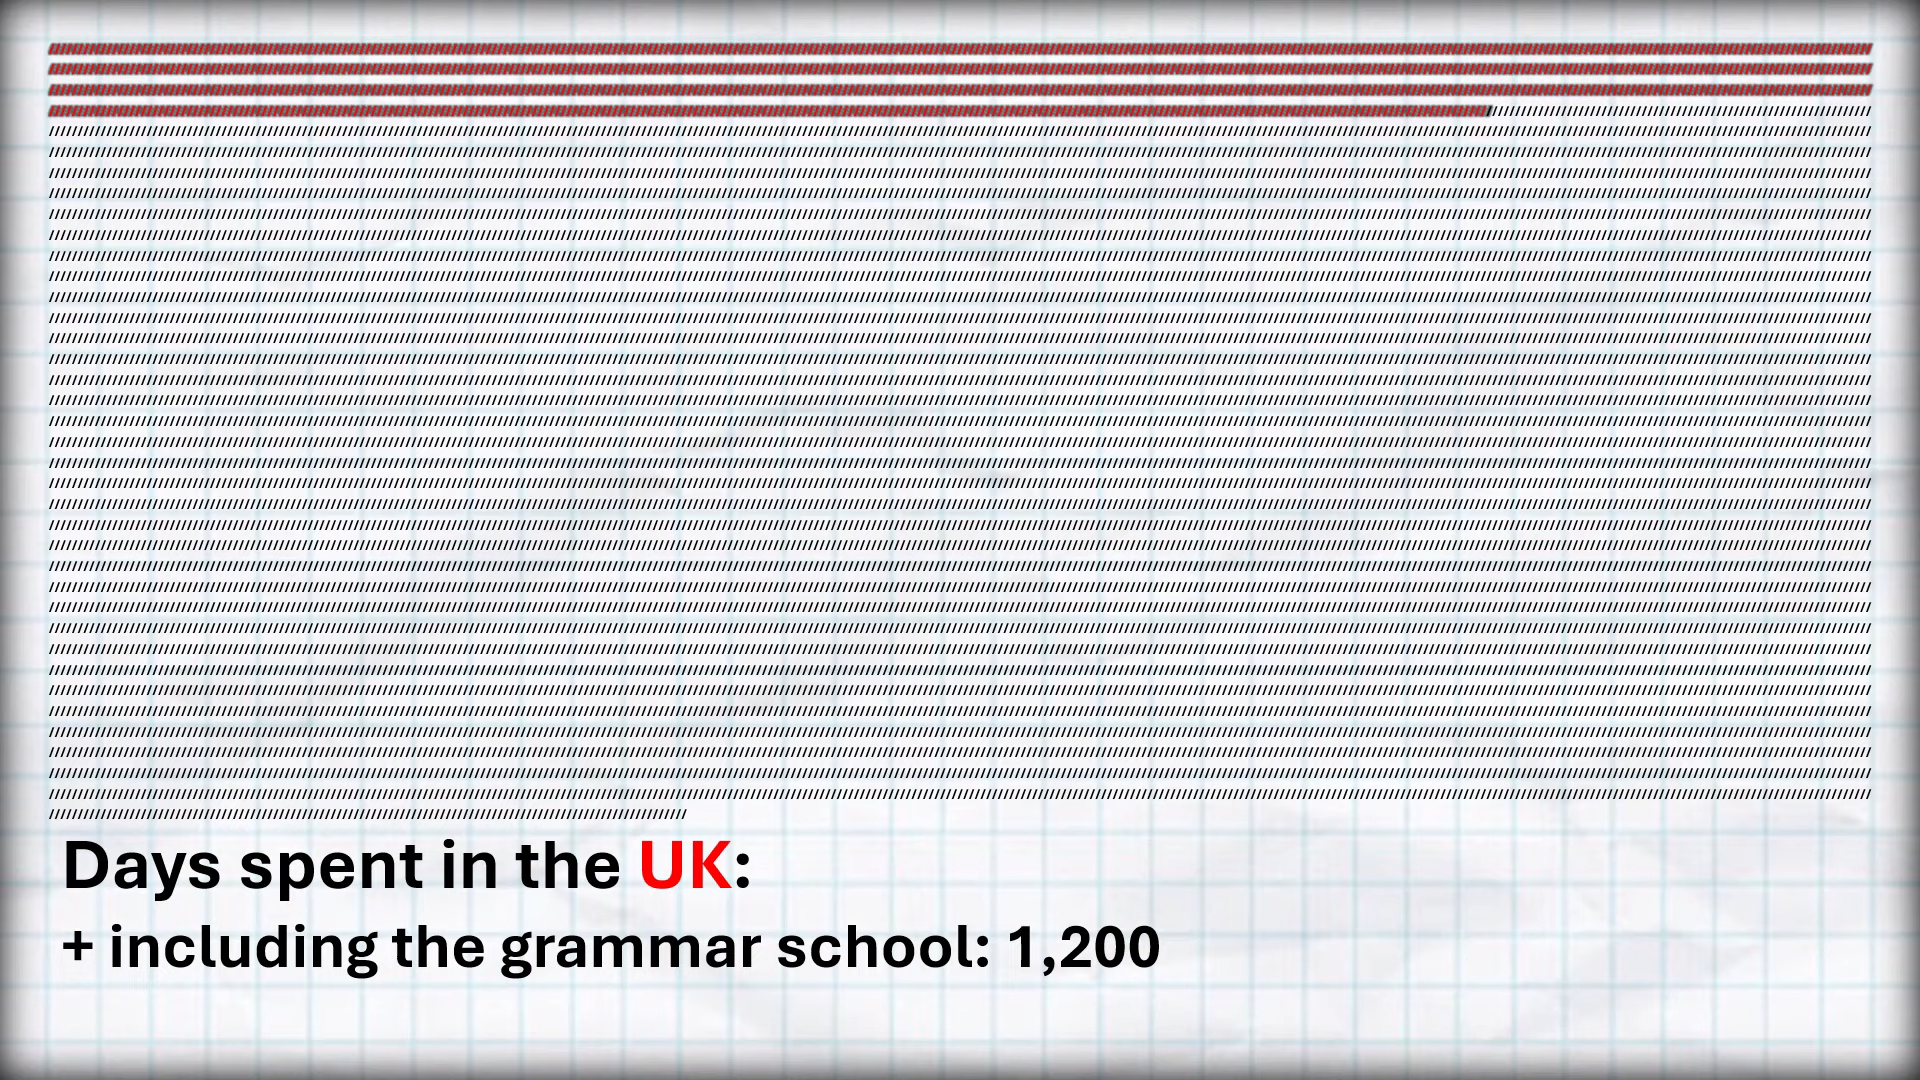 Days spent in the UK:
+ including the grammar school: 1,200